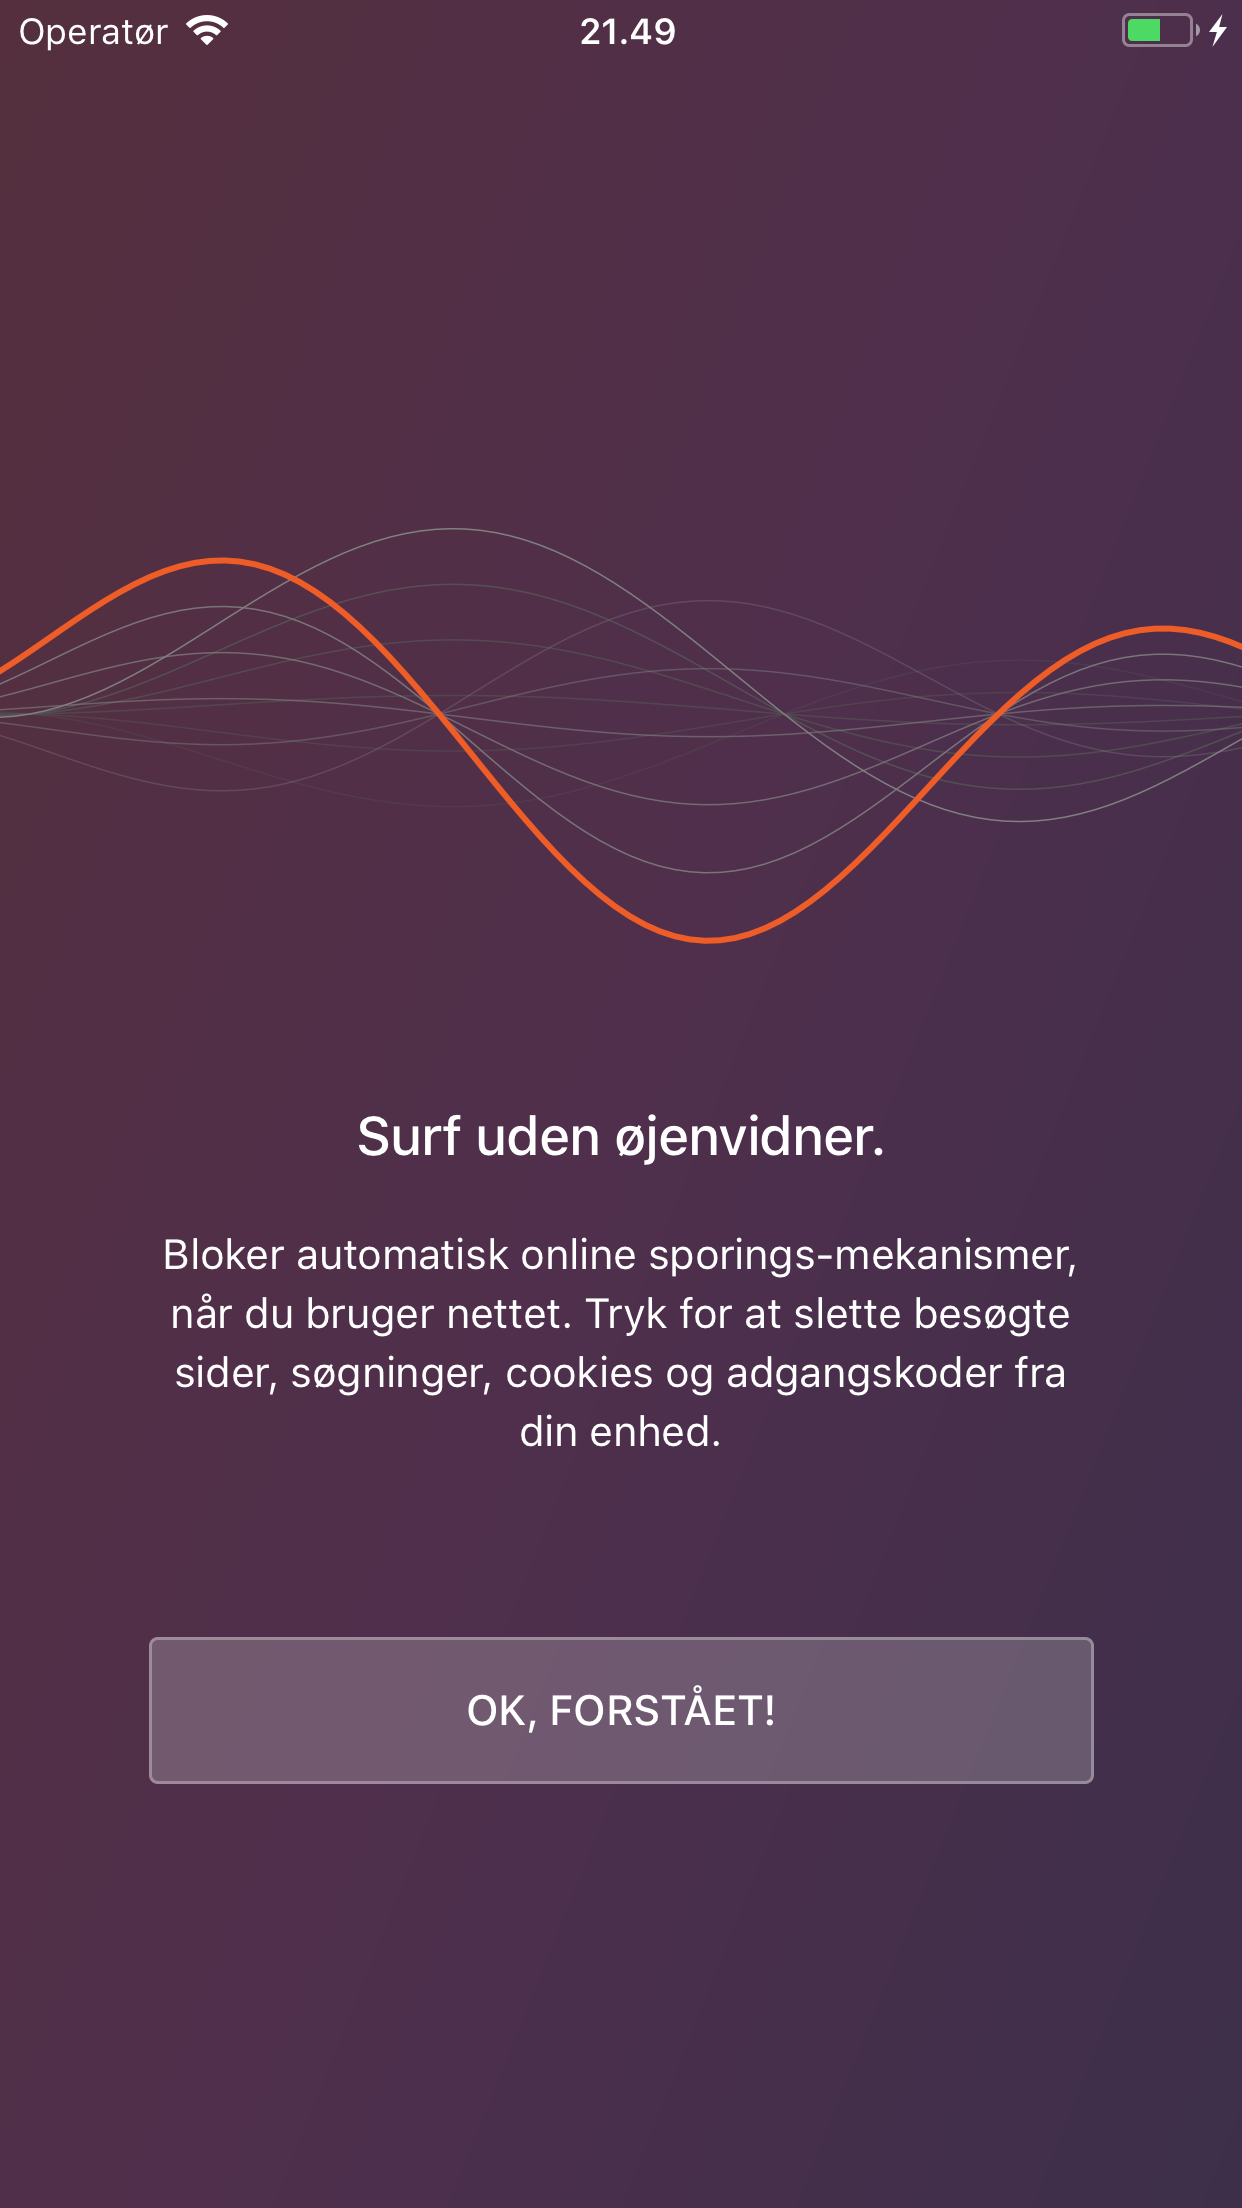 Operatør
21.49
Surf uden øjenvidner.
Bloker automatisk online sporings-mekanismer,
når du bruger nettet. Tryk for at slette besøgte
sider, søgninger, cookies og adgangskoder fra
din enhed.
OK, FORSTÅET!